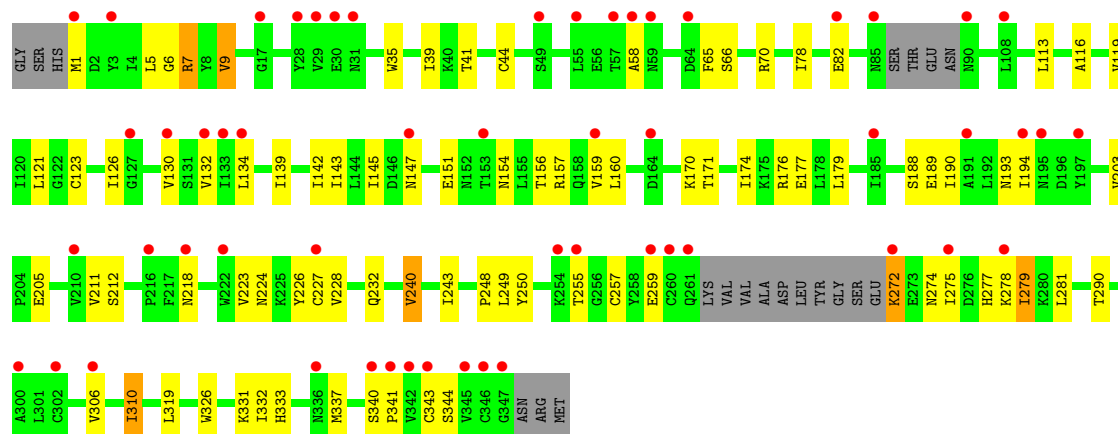 GLY SER HIS M1 D2 Y3 I4 L5 G6 R7 Y8 V9 G17 Y28 V29 E30 N31 W35 I39 K40 T41 C44 S49 L55 E56 T57 A58 N59 D64 F65 S66 R70 I78 E82 N85 SER THR GLU ASN N90 L108 L113 A116
I120 L121 G122 C123 I126 G127 V130 S131 V132 I133 L134 I139 I142 I143 L144 I145 D146 N147 E151 N152 T153 N154 L155 T156 R157 Q158 V159 L160 D164 K170 T171 I174 K175 R176 E177 L178 L179 I185 S188 E189 I190 A191 L192 N193 I194 N195 D196 Y197
P204 E205 V210 V211 S212 P216 F217 N218 W222 V223 N224 K225 Y226 C227 V228 Q232 V240 I243 P248 L249 Y250 K254 T255 G256 C257 Y258 E259 C260 Q261 LYS VAL VAL ALA ASP LEU TYR GLY SER GLU K272 E273 N274 I275 D276 H277 K278 I279 K280 L281 T290
A300 L301 C302 V306 I310 L319 W326 K331 I332 H333 N336 M337 S340 P341 V342 C343 S344 V345 C346 G347 ASN ARG MET